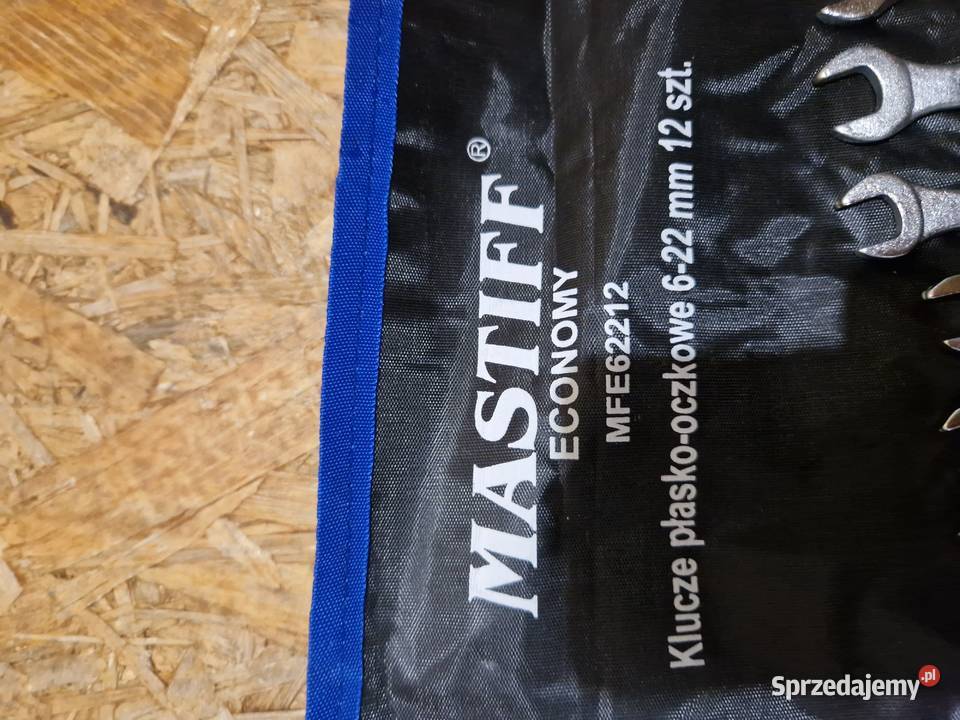 MASTIFF®
ECONOMY
MFE62212
Klucze płasko-oczkowe 6-22 mm 12 szt.
Sprzedajemy.pl